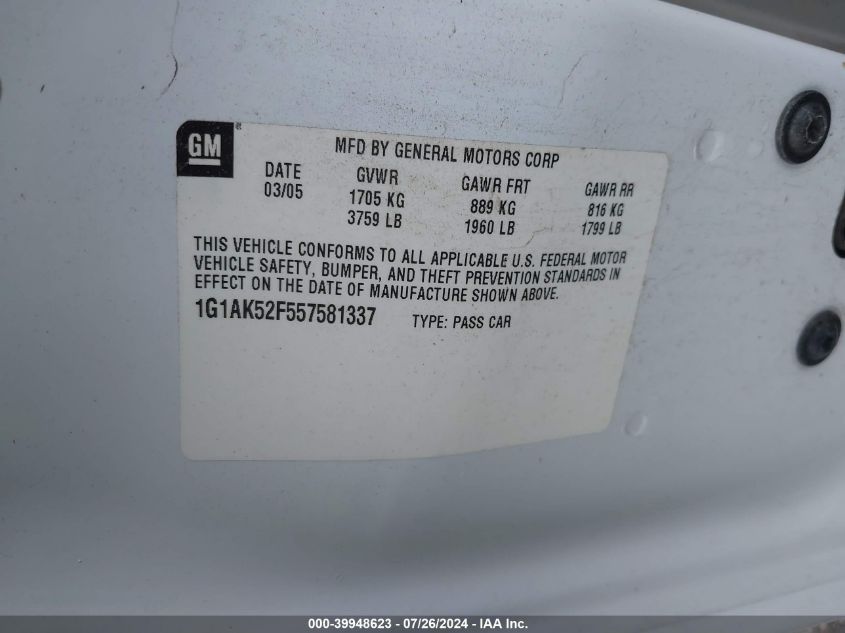 GM
MFD BY GENERAL MOTORS CORP
DATE GVWR GAWR FRT GAWR RR
03/05 1705 KG 889 KG 816 KG
3759 LB 1960 LB 1799 LB
THIS VEHICLE CONFORMS TO ALL APPLICABLE U.S. FEDERAL MOTOR
VEHICLE SAFETY, BUMPER, AND THEFT PREVENTION STANDARDS IN
EFFECT ON THE DATE OF MANUFACTURE SHOWN ABOVE.
1G1AK52F557581337 TYPE: PASS CAR
000-39948623 - 07/26/2024 - IAA Inc.